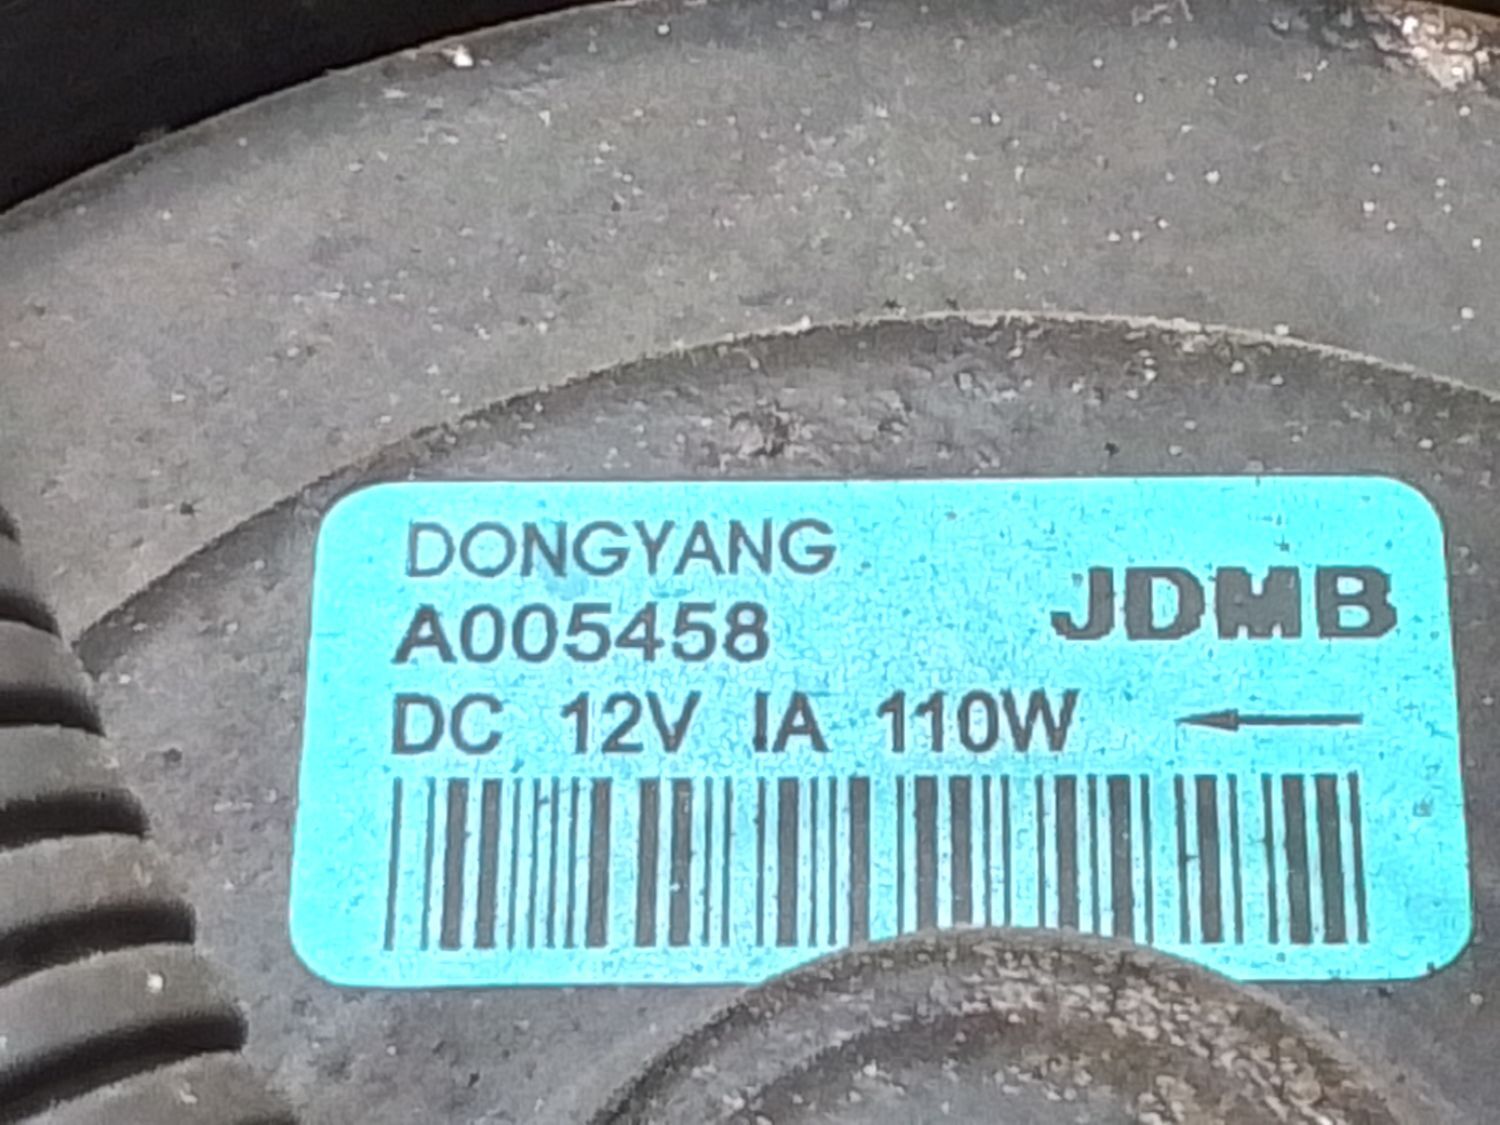 DONGYANG
A005458
JDMB
DC 12V IA 110W